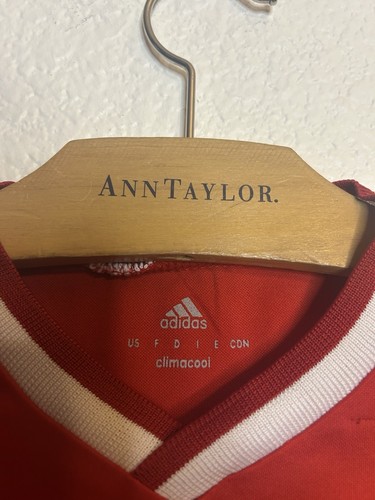 ANNTAYLOR.
adidas
US F D I E CON
climacool